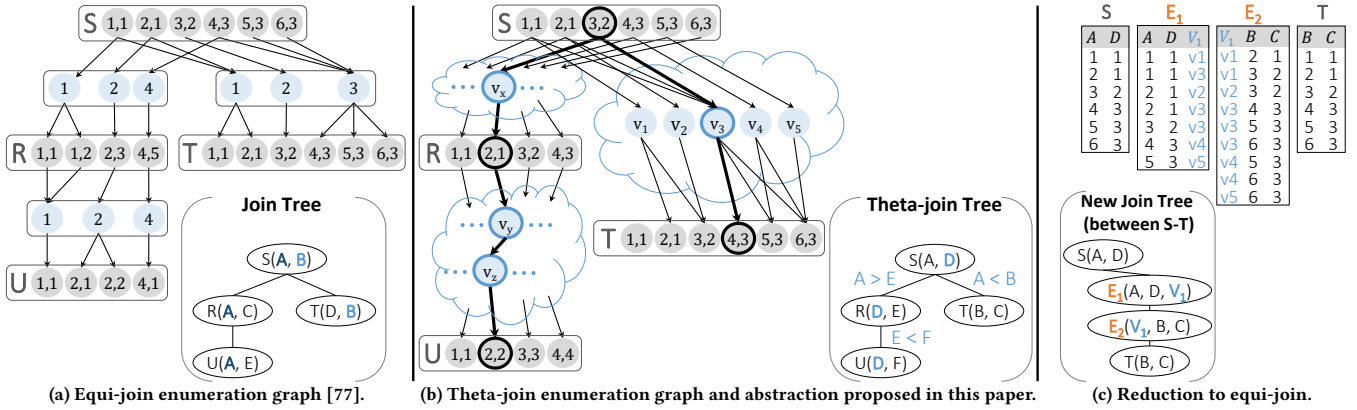 S 1,1 2,1 3,2 4,3 5,3 6,3
1 2 4
1 2 3
R 1,1 1,2 2,3 4,5
T 1,1 2,1 3,2 4,3 5,3 6,3
1 2 4
U 1,1 2,1 2,2 4,1
Join Tree
S(A, B)
R(A, C) T(D, B)
U(A, E)
(a) Equi-join enumeration graph [77].
S 1,1 2,1 3,2 4,3 5,3 6,3
... vₓ ...
v₁ v₂ v₃ v₄ v₅
R 1,1 2,1 3,2 4,3
... v_y ...
T 1,1 2,1 3,2 4,3 5,3 6,3
... v_z ...
U 1,1 2,2 3,3 4,4
Theta-join Tree
S(A, D)
A > E A < B
R(D, E) T(B, C)
E < F
U(D, F)
(b) Theta-join enumeration graph and abstraction proposed in this paper.
S
A D
1 1
2 1
3 2
4 3
5 3
6 3
E₁
A D V₁
1 1 v1
1 1 v3
2 1 v2
2 1 v3
3 2 v3
4 3 v4
5 3 v5
E₂
V₁ B C
v1 2 1
v1 3 2
v2 3 2
v3 4 3
v3 5 3
v3 6 3
v4 5 3
v4 6 3
v5 6 3
T
B C
1 1
2 1
3 2
4 3
5 3
6 3
New Join Tree
(between S-T)
S(A, D)
E₁(A, D, V₁)
E₂(V₁, B, C)
T(B, C)
(c) Reduction to equi-join.